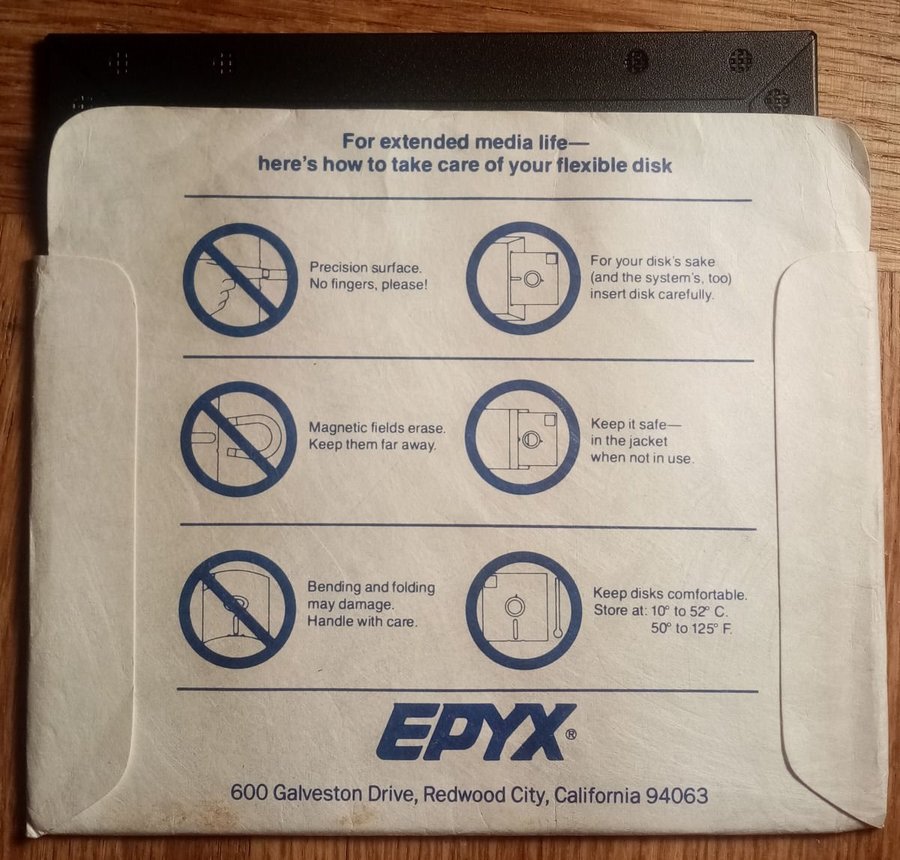 For extended media life—
here's how to take care of your flexible disk
Precision surface.
No fingers, please!
For your disk's sake
(and the system's, too)
insert disk carefully.
Magnetic fields erase.
Keep them far away.
Keep it safe—
in the jacket
when not in use.
Bending and folding
may damage.
Handle with care.
Keep disks comfortable.
Store at: 10° to 52° C.
50° to 125° F.
EPYX®
600 Galveston Drive, Redwood City, California 94063